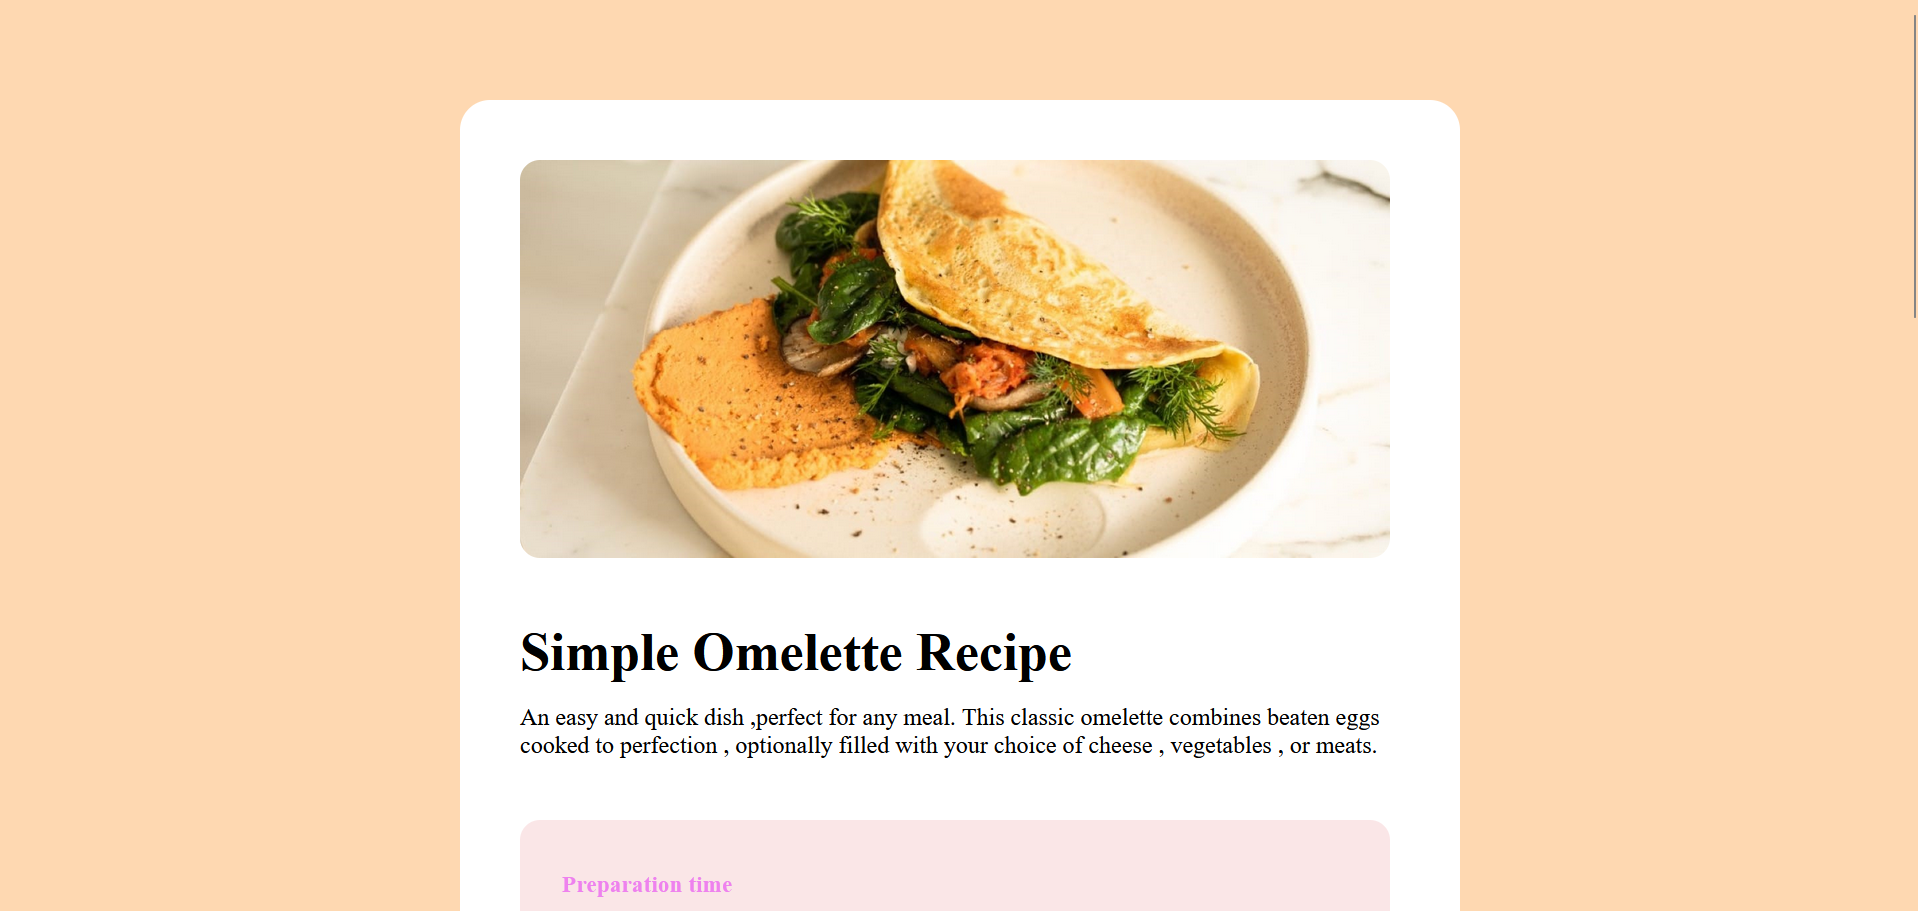 Simple Omelette Recipe
An easy and quick dish ,perfect for any meal. This classic omelette combines beaten eggs
cooked to perfection , optionally filled with your choice of cheese , vegetables , or meats.
Preparation time